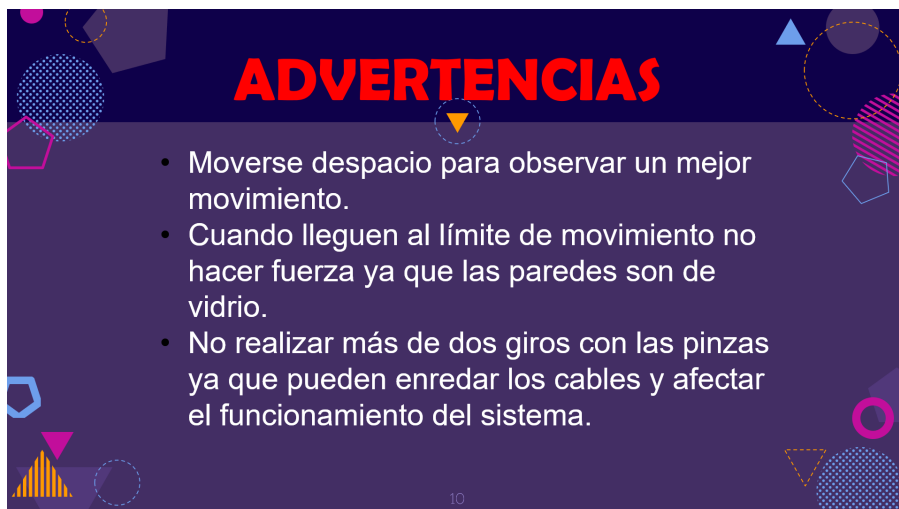 ADVERTENCIAS
• Moverse despacio para observar un mejor
movimiento.
• Cuando lleguen al límite de movimiento no
hacer fuerza ya que las paredes son de
vidrio.
• No realizar más de dos giros con las pinzas
ya que pueden enredar los cables y afectar
el funcionamiento del sistema.
10